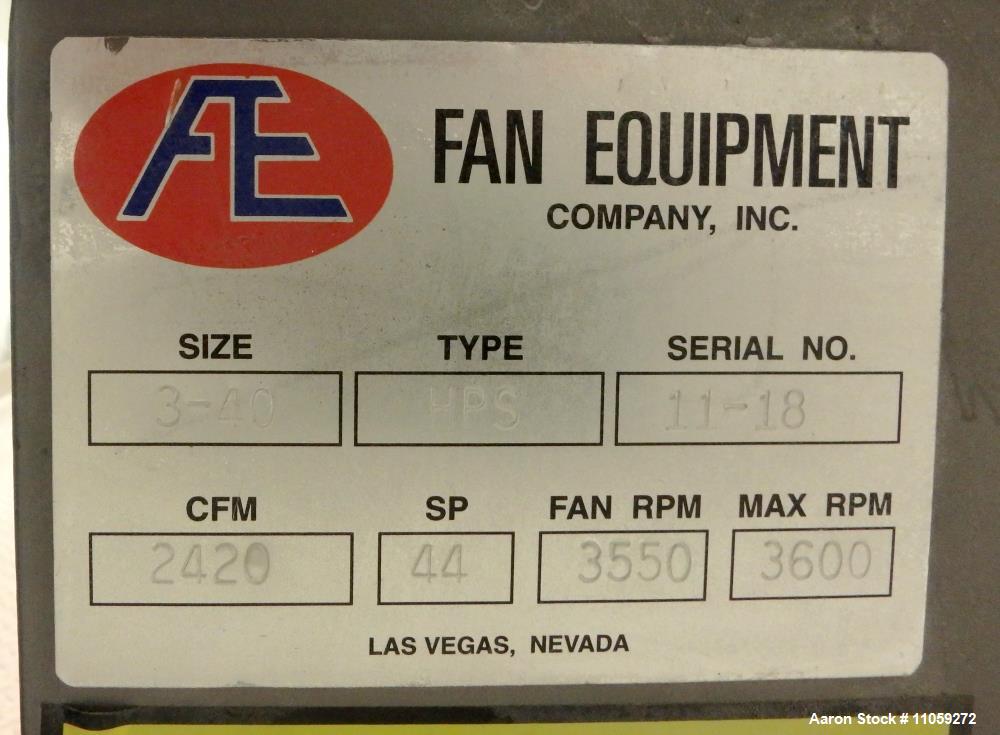 FE
FAN EQUIPMENT
COMPANY, INC.
SIZE TYPE SERIAL NO.
3-40 HPS 11-18
CFM SP FAN RPM MAX RPM
2420 44 3550 3600
LAS VEGAS, NEVADA
Aaron Stock # 11059272